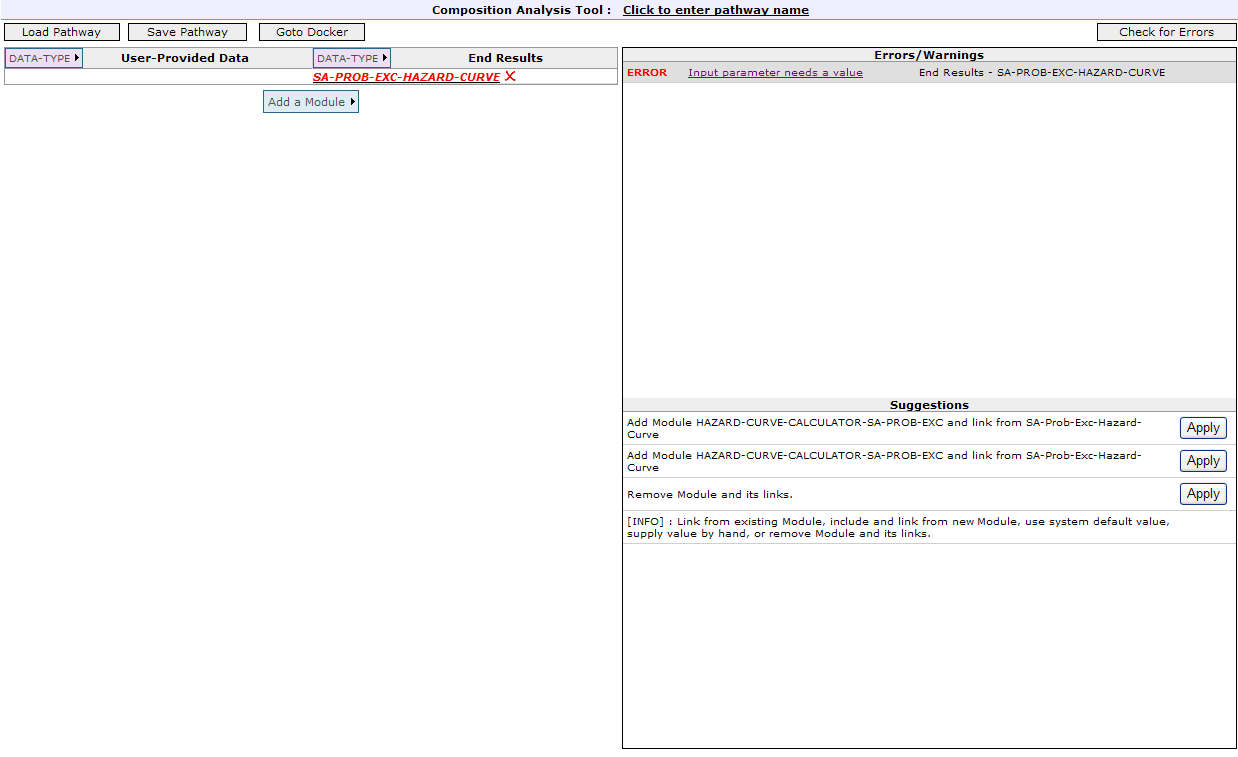 Composition Analysis Tool : Click to enter pathway name
Load Pathway Save Pathway Goto Docker Check for Errors
DATA-TYPE User-Provided Data DATA-TYPE End Results
SA-PROB-EXC-HAZARD-CURVE
Add a Module
Errors/Warnings
ERROR Input parameter needs a value End Results - SA-PROB-EXC-HAZARD-CURVE
Suggestions
Add Module HAZARD-CURVE-CALCULATOR-SA-PROB-EXC and link from SA-Prob-Exc-Hazard-
Curve
Apply
Add Module HAZARD-CURVE-CALCULATOR-SA-PROB-EXC and link from SA-Prob-Exc-Hazard-
Curve
Apply
Remove Module and its links.
Apply
[INFO] : Link from existing Module, include and link from new Module, use system default value,
supply value by hand, or remove Module and its links.